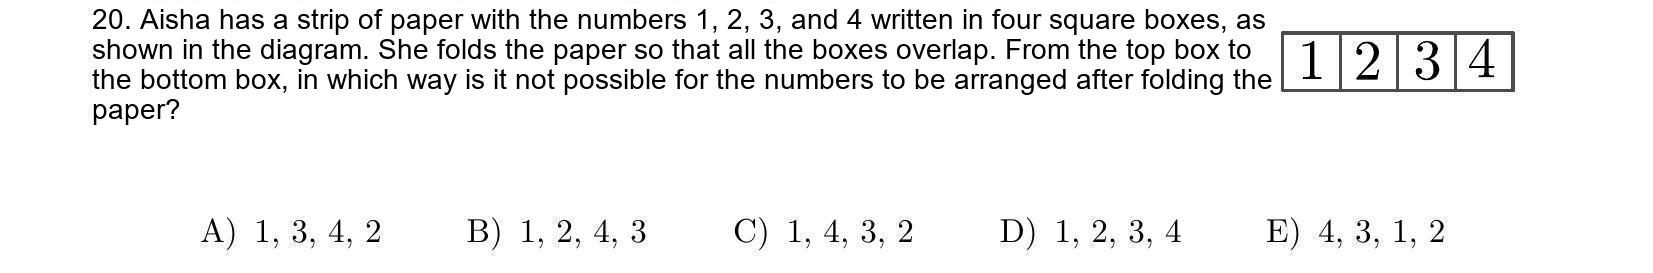 20. Aisha has a strip of paper with the numbers 1, 2, 3, and 4 written in four square boxes, as
shown in the diagram. She folds the paper so that all the boxes overlap. From the top box to
the bottom box, in which way is it not possible for the numbers to be arranged after folding the
paper?
1 2 3 4
A) 1, 3, 4, 2 B) 1, 2, 4, 3 C) 1, 4, 3, 2 D) 1, 2, 3, 4 E) 4, 3, 1, 2